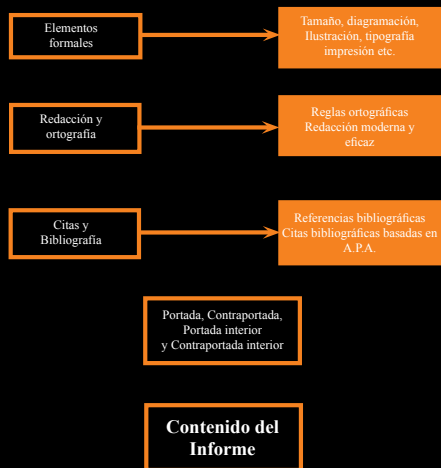 Elementos
formales
Tamaño, diagramación,
Ilustración, tipografía
impresión etc.
Redacción y
ortografía
Reglas ortográficas
Redacción moderna y
eficaz
Citas y
Bibliografía
Referencias bibliográficas
Citas bibliográficas basadas en
A.P.A.
Portada, Contraportada,
Portada interior
y Contraportada interior
Contenido del
Informe